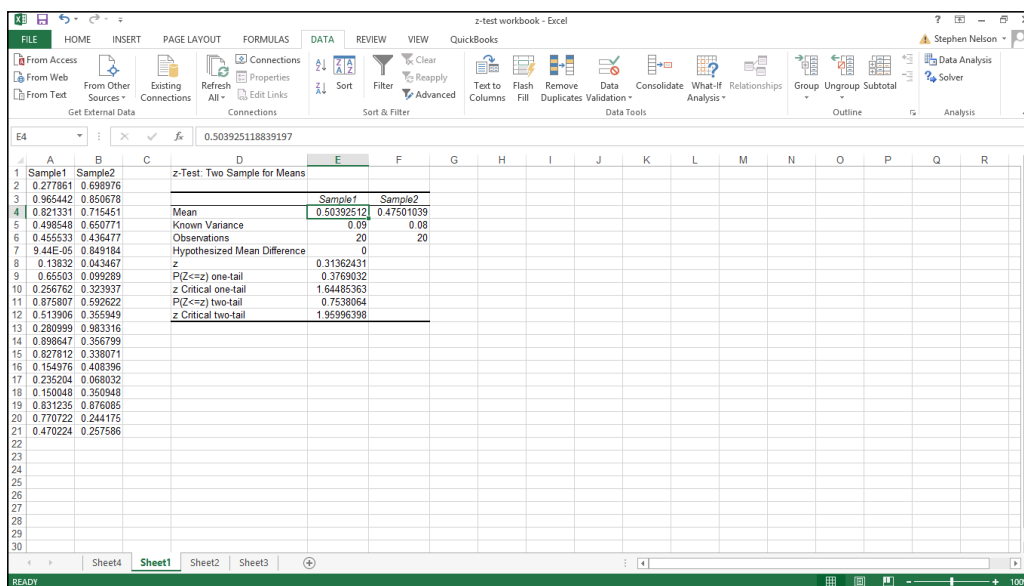 z-test workbook - Excel
FILE HOME INSERT PAGE LAYOUT FORMULAS DATA REVIEW VIEW QuickBooks Stephen Nelson
From Access
From Web
From Text
From Other Sources
Existing Connections
Get External Data
Refresh All
Connections
Properties
Edit Links
Connections
Sort
Filter
Clear
Reapply
Advanced
Sort & Filter
Text to Columns
Flash Fill
Remove Duplicates
Data Validation
Consolidate
What-If Analysis
Relationships
Data Tools
Group
Ungroup
Subtotal
Outline
Data Analysis
Solver
Analysis
E4 fx 0.503925118839197
A B C D E F G H I J K L M N O P Q R
1 Sample1 Sample2 z-Test: Two Sample for Means
2 0.277861 0.698976
3 0.965442 0.850678 Sample1 Sample2
4 0.821331 0.715451 Mean 0.50392512 0.47501039
5 0.498548 0.650771 Known Variance 0.09 0.08
6 0.455533 0.436477 Observations 20 20
7 9.44E-05 0.849184 Hypothesized Mean Difference 0
8 0.13832 0.043467 z 0.31362431
9 0.65503 0.099289 P(Z<=z) one-tail 0.3769032
10 0.256762 0.323937 z Critical one-tail 1.64485363
11 0.875807 0.592622 P(Z<=z) two-tail 0.7538064
12 0.513906 0.355949 z Critical two-tail 1.95996398
13 0.280999 0.983316
14 0.898647 0.356799
15 0.827812 0.338071
16 0.154976 0.408396
17 0.235204 0.068032
18 0.150048 0.350948
19 0.831235 0.876085
20 0.770722 0.244175
21 0.470224 0.257586
22
23
24
25
26
27
28
29
30
Sheet4 Sheet1 Sheet2 Sheet3
READY 100